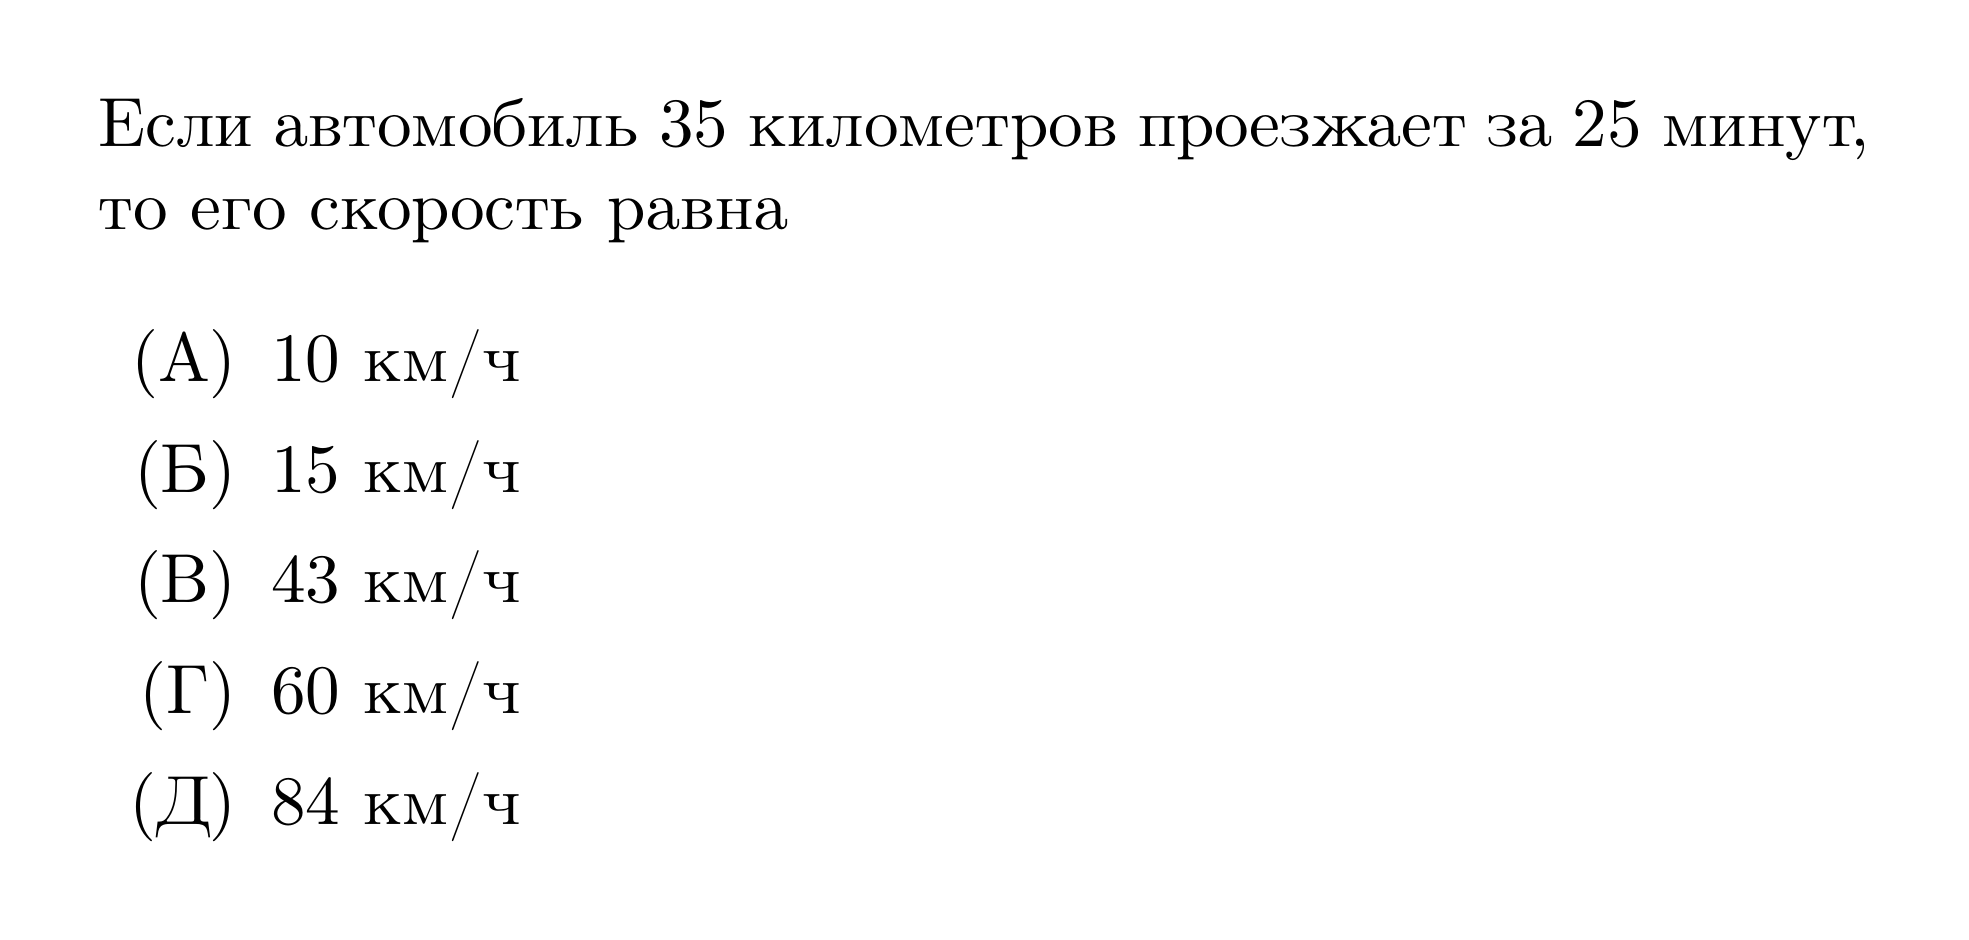 Если автомобиль 35 километров проезжает за 25 минут,
то его скорость равна
(А) 10 км/ч
(Б) 15 км/ч
(В) 43 км/ч
(Г) 60 км/ч
(Д) 84 км/ч